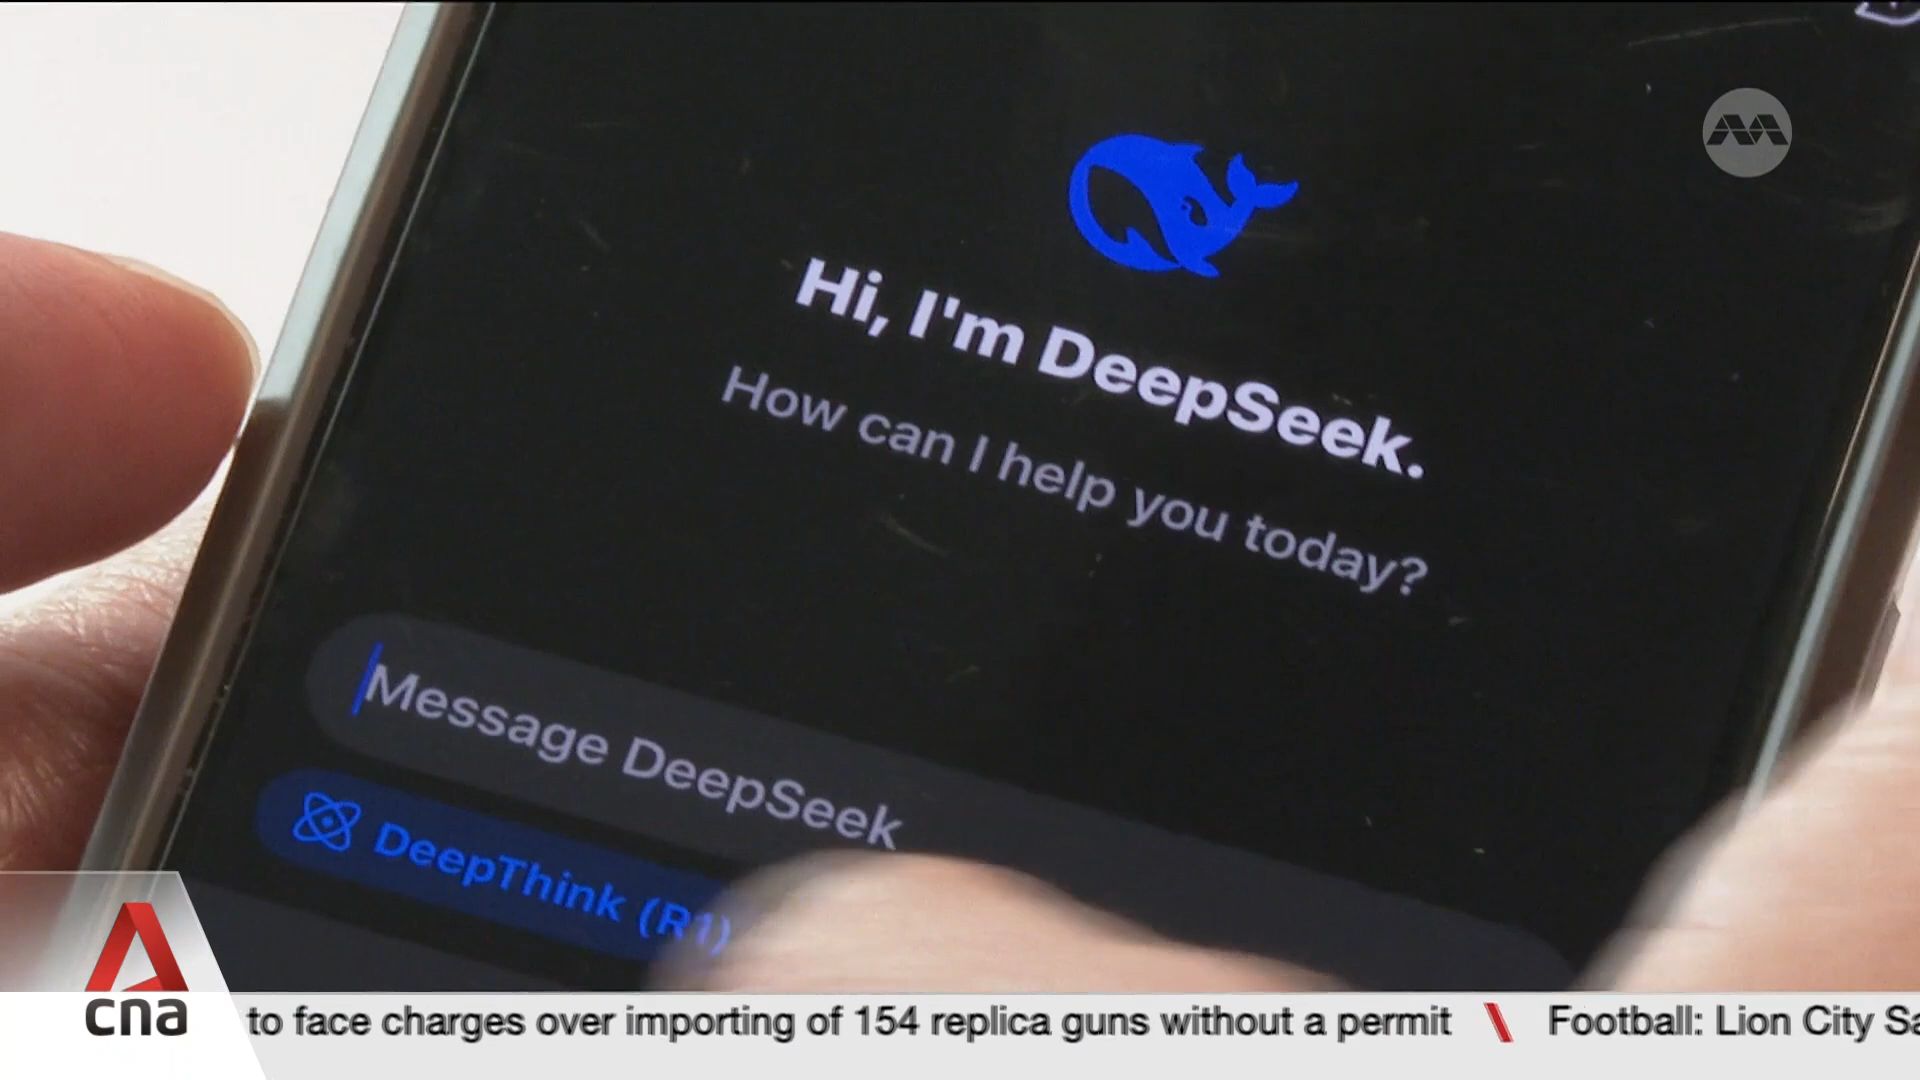 Hi, I'm DeepSeek.
How can I help you today?
Message DeepSeek
DeepThink (R1)
cna
to face charges over importing of 154 replica guns without a permit
Football: Lion City Sa